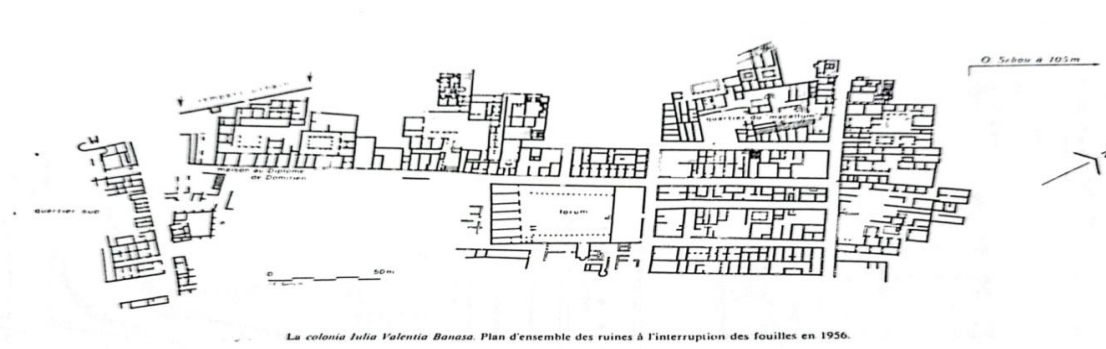 O. Sebou à 105m
rempart urbain
quartier du macellum
maison au Diplome
de Domitien
quartier sud
forum
0 50m
La colonia Julia Valentia Banasa. Plan d'ensemble des ruines à l'interruption des fouilles en 1956.